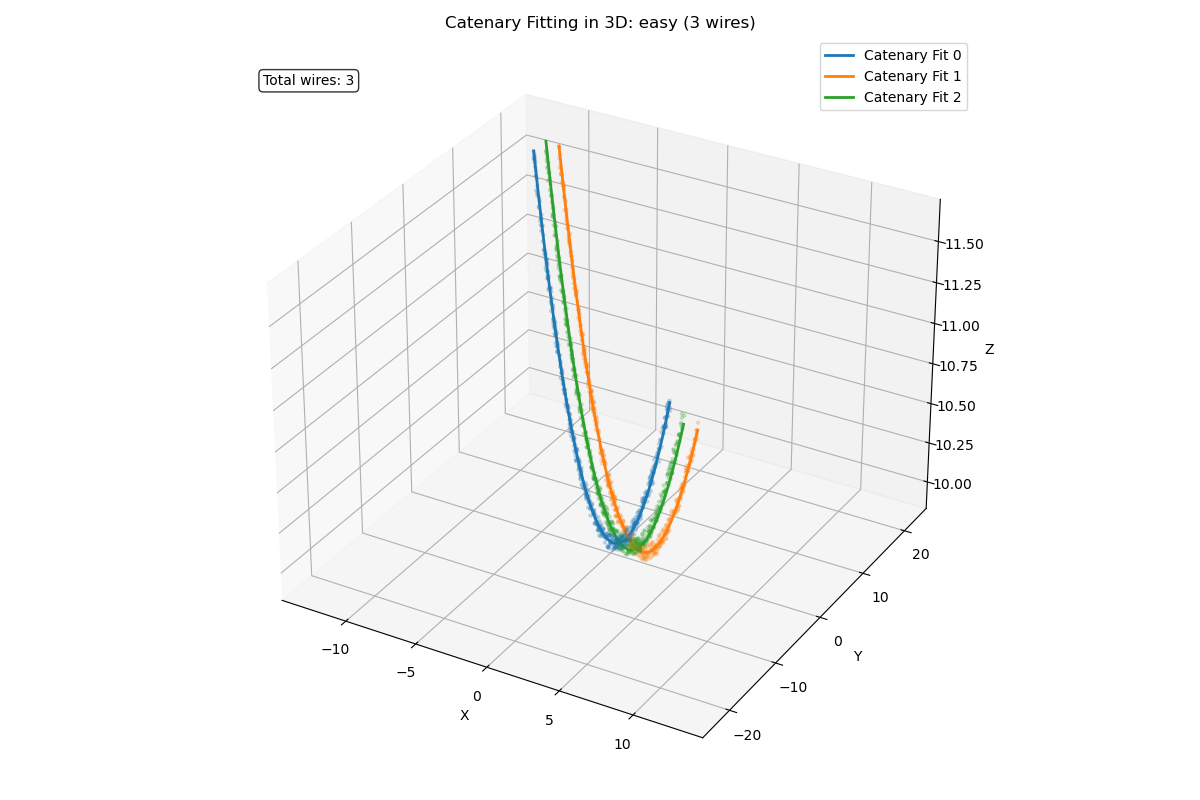 Catenary Fitting in 3D: easy (3 wires)
Total wires: 3
Catenary Fit 0
Catenary Fit 1
Catenary Fit 2
11.50
11.25
11.00
Z
10.75
10.50
10.25
10.00
20
10
0
Y
−10
−20
−10
−5
0
X
5
10